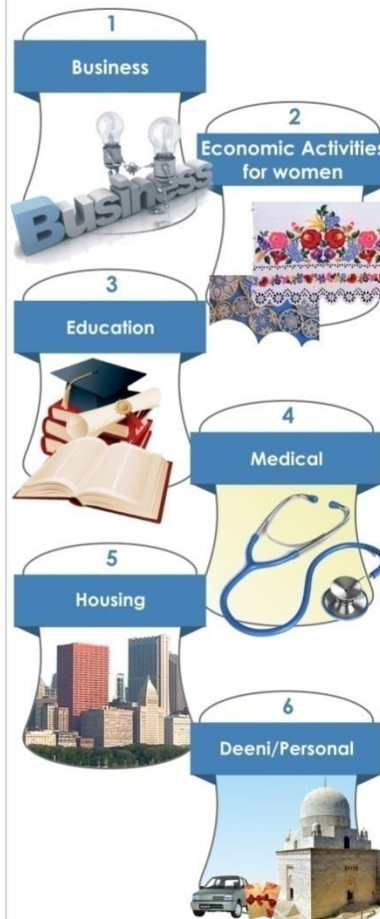 1
Business
Business
2
Economic Activities
for women
3
Education
4
Medical
5
Housing
6
Deeni/Personal